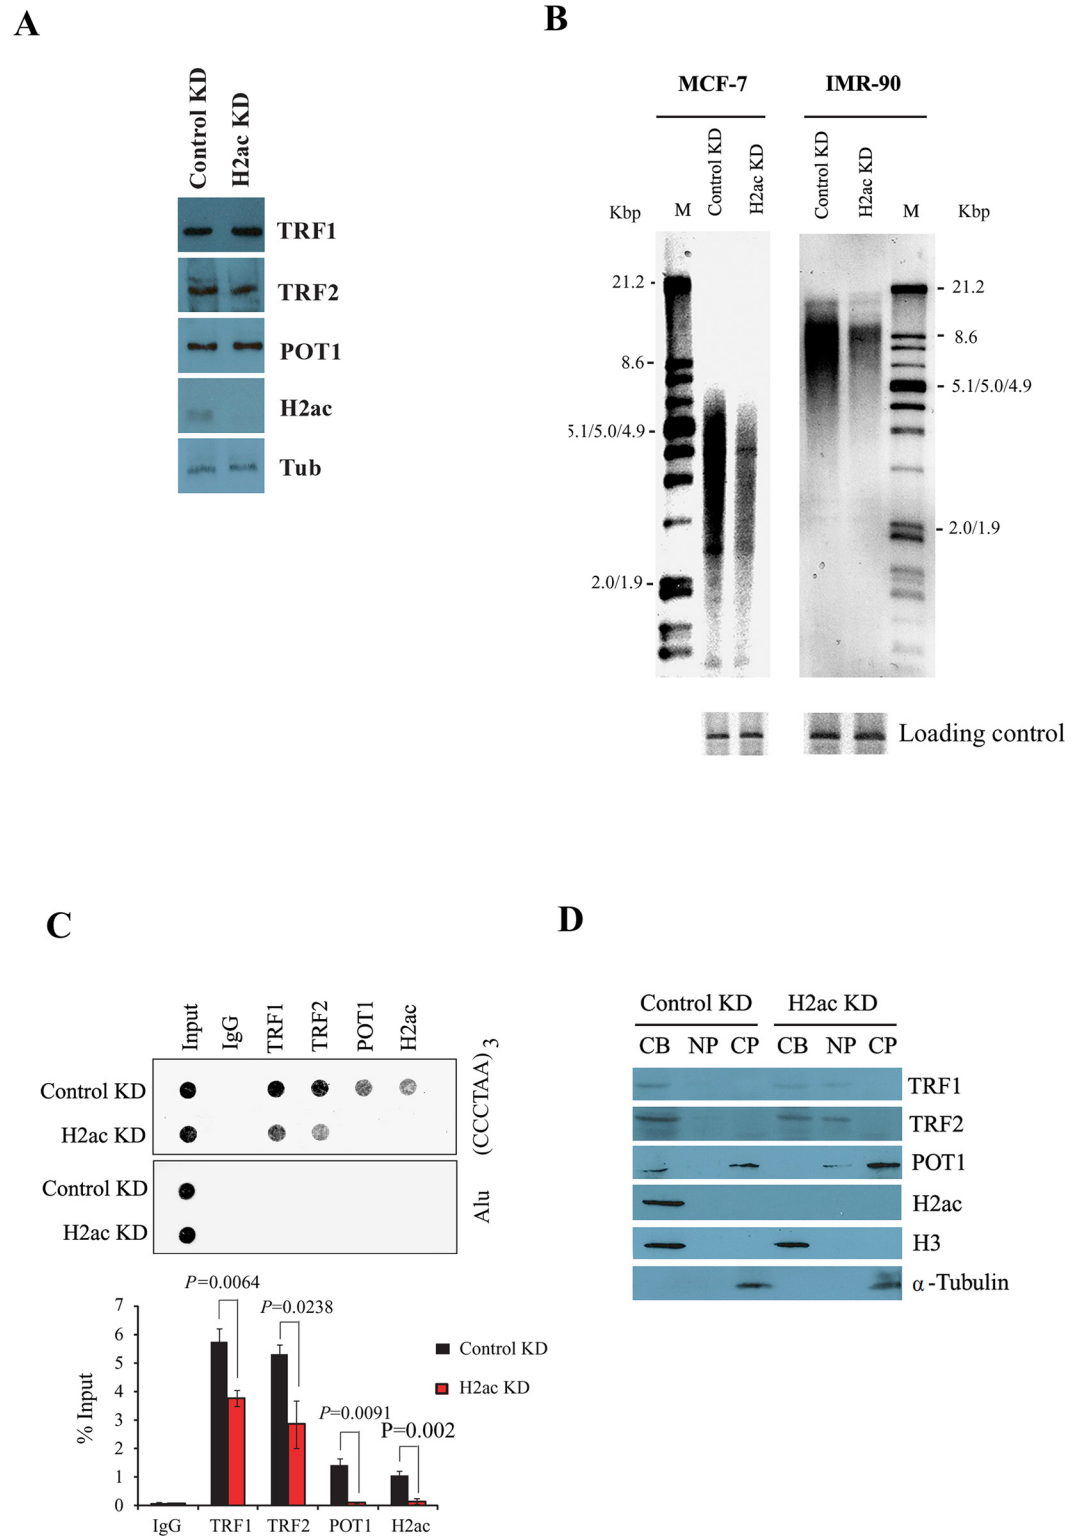 A
Control KD
H2ac KD
TRF1
TRF2
POT1
H2ac
Tub
B
MCF-7
IMR-90
Control KD
H2ac KD
Control KD
H2ac KD
Kbp
M
M
Kbp
21.2
8.6
5.1/5.0/4.9
2.0/1.9
21.2
8.6
5.1/5.0/4.9
2.0/1.9
Loading control
C
Input
IgG
TRF1
TRF2
POT1
H2ac
Control KD
H2ac KD
(CCCTAA)3
Control KD
H2ac KD
Alu
P=0.0064
P=0.0238
P=0.0091
P=0.002
7
6
5
4
3
2
1
0
% Input
Control KD
H2ac KD
IgG
TRF1
TRF2
POT1
H2ac
D
Control KD
H2ac KD
CB NP CP CB NP CP
TRF1
TRF2
POT1
H2ac
H3
α-Tubulin